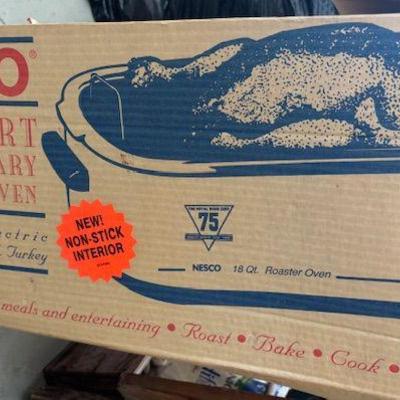 O®
RT
ARY
VEN
ectric
Turkey
NEW!
NON-STICK
INTERIOR
75
NESCO 18 Qt. Roaster Oven
meals and entertaining • Roast • Bake • Cook •